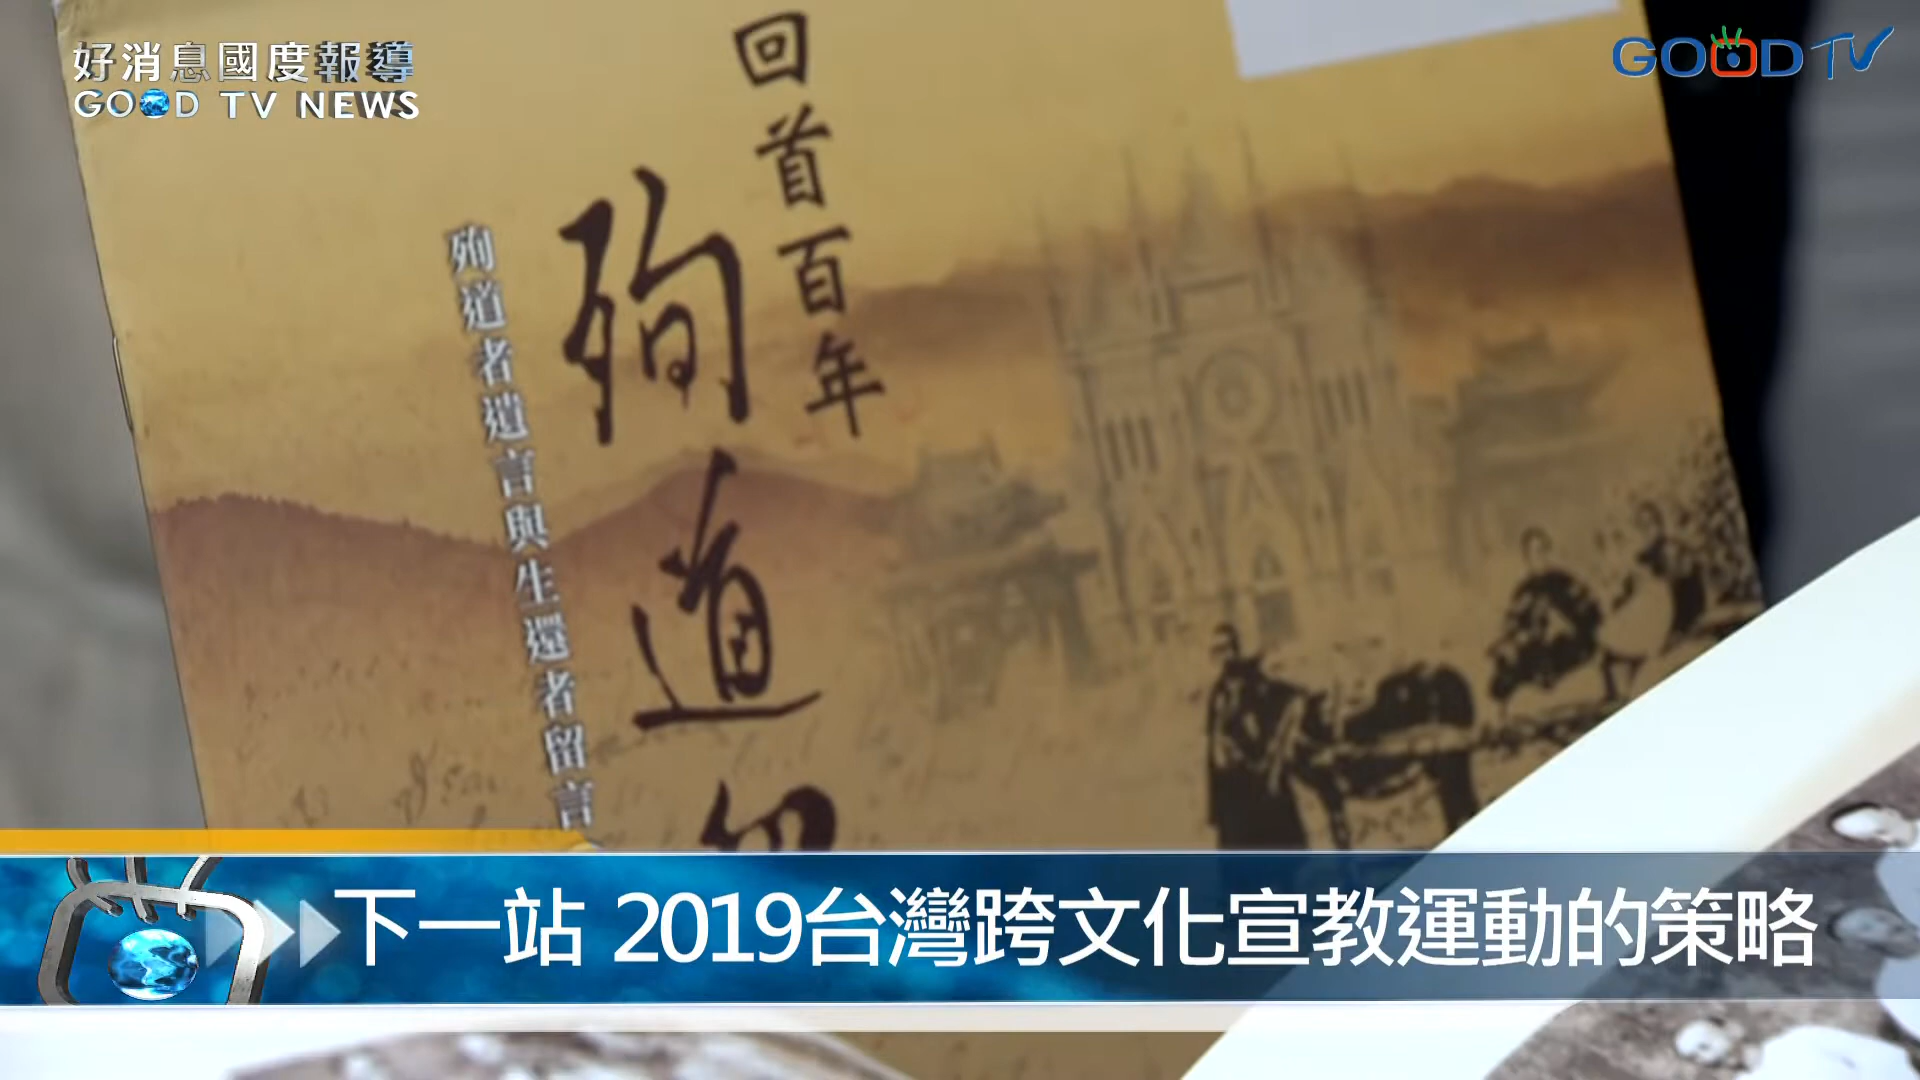 好消息國度報導
GOOD TV NEWS
GOOD TV
回首百年
殉道
殉道者遺言與生還者留言
下一站 2019台灣跨文化宣教運動的策略